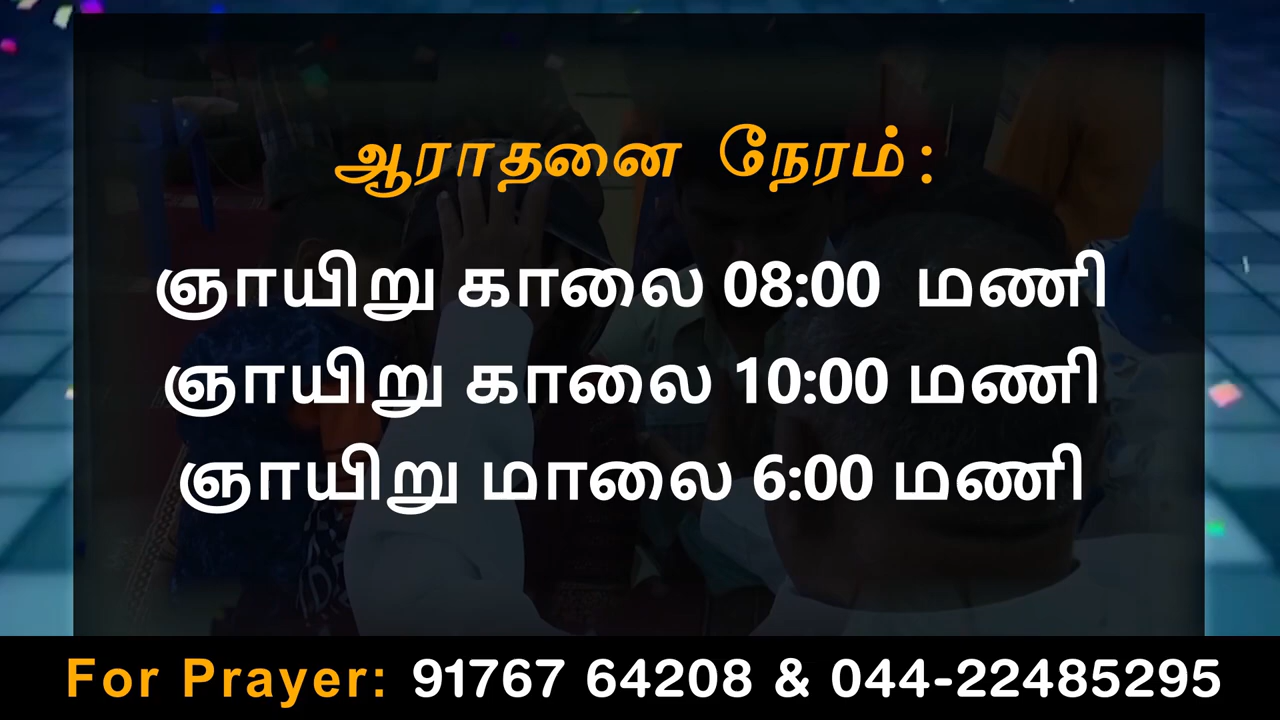 ஆராதனை நேரம்:
ஞாயிறு காலை 08:00 மணி
ஞாயிறு காலை 10:00 மணி
ஞாயிறு மாலை 6:00 மணி
For Prayer: 91767 64208 & 044-22485295